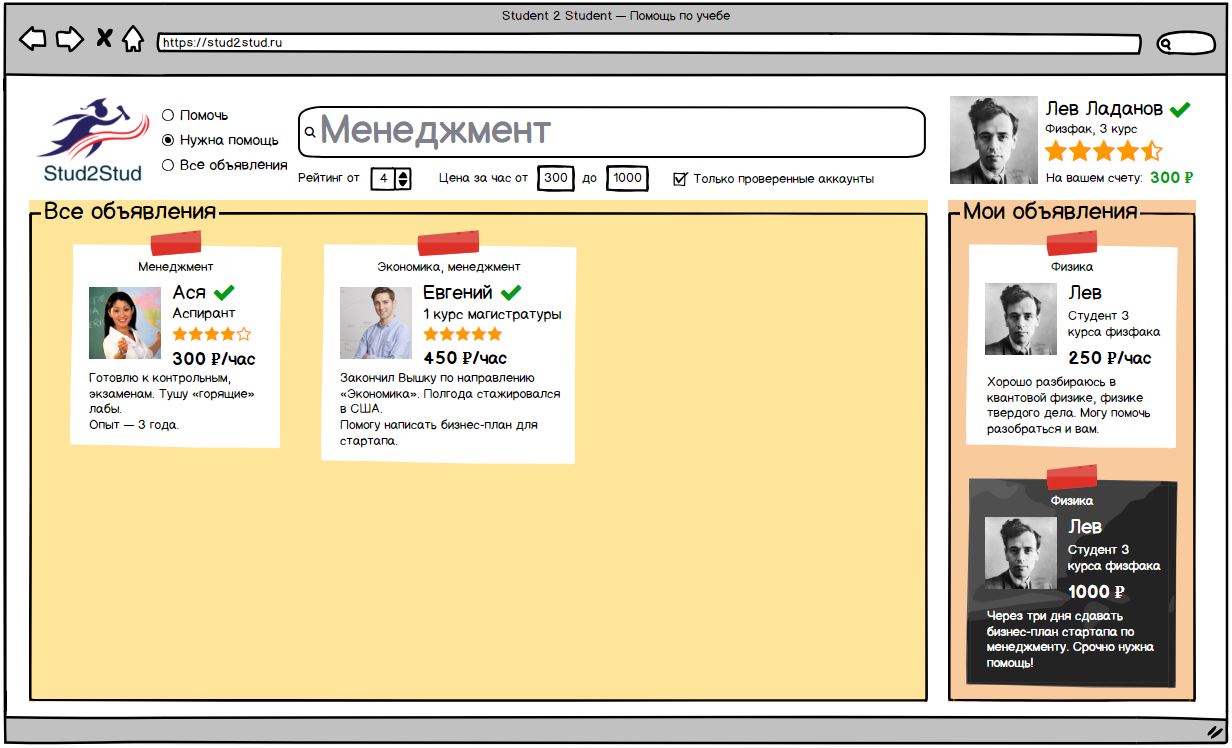 Student 2 Student — Помощь по учебе
https://stud2stud.ru
Stud2Stud
Помочь
Нужна помощь
Все объявления
Менеджмент
Рейтинг от 4 Цена за час от 300 до 1000 Только проверенные аккаунты
Лев Ладанов
Физфак, 3 курс
На вашем счету: 300 ₽
Все объявления
Менеджмент
Ася
Аспирант
300 ₽/час
Готовлю к контрольным,
экзаменам. Тушу «горящие»
лабы.
Опыт — 3 года.
Экономика, менеджмент
Евгений
1 курс магистратуры
450 ₽/час
Закончил Вышку по направлению
«Экономика». Полгода стажировался
в США.
Помогу написать бизнес-план для
стартапа.
Мои объявления
Физика
Лев
Студент 3
курса физфака
250 ₽/час
Хорошо разбираюсь в
квантовой физике, физике
твердого дела. Могу помочь
разобраться и вам.
Физика
Лев
Студент 3
курса физфака
1000 ₽
Через три дня сдавать
бизнес-план стартапа по
менеджменту. Срочно нужна
помощь!